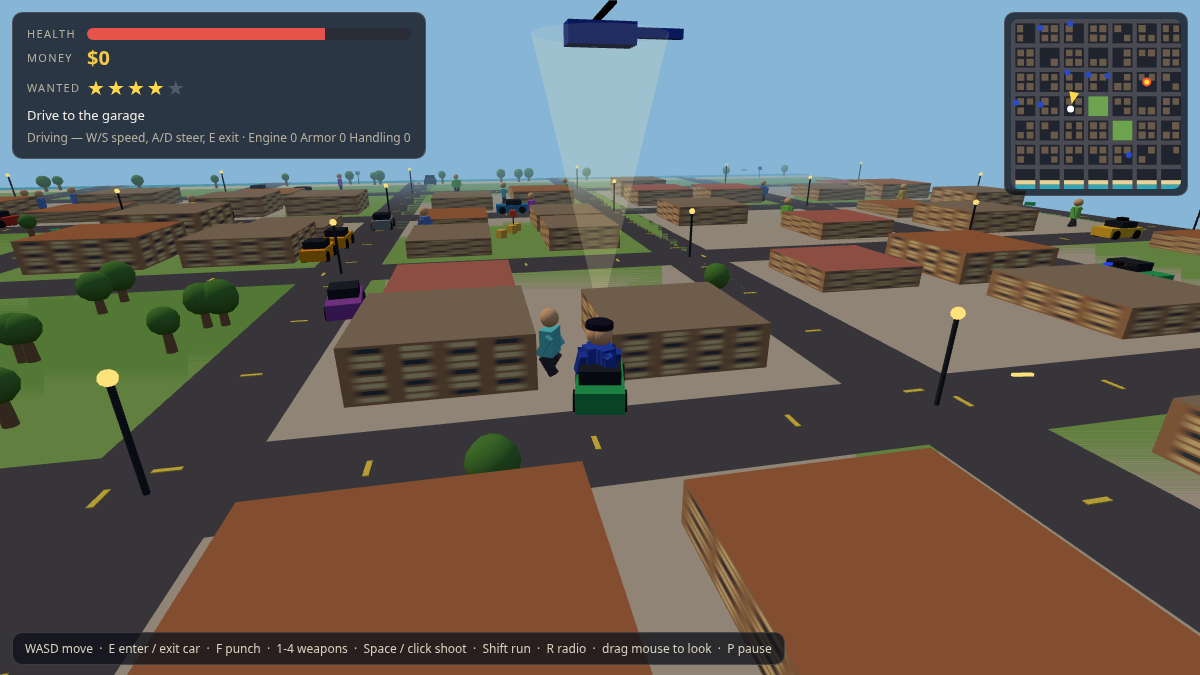 HEALTH
MONEY $0
WANTED ★★★★★
Drive to the garage
Driving — W/S speed, A/D steer, E exit · Engine 0 Armor 0 Handling 0
WASD move · E enter / exit car · F punch · 1-4 weapons · Space / click shoot · Shift run · R radio · drag mouse to look · P pause